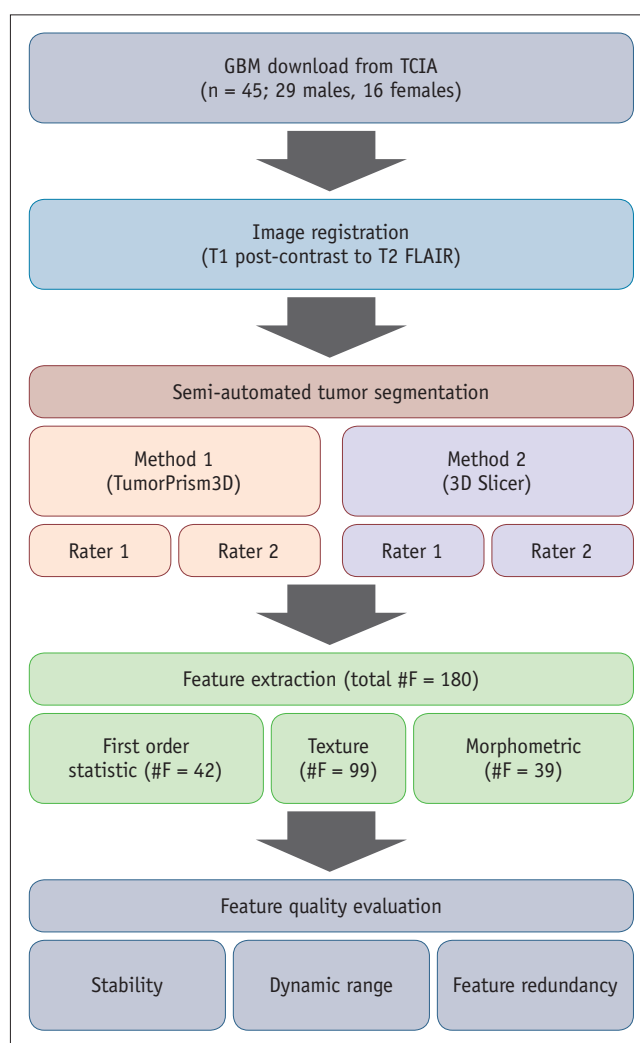 GBM download from TCIA
(n = 45; 29 males, 16 females)
Image registration
(T1 post-contrast to T2 FLAIR)
Semi-automated tumor segmentation
Method 1
(TumorPrism3D)
Method 2
(3D Slicer)
Rater 1
Rater 2
Rater 1
Rater 2
Feature extraction (total #F = 180)
First order
statistic (#F = 42)
Texture
(#F = 99)
Morphometric
(#F = 39)
Feature quality evaluation
Stability
Dynamic range
Feature redundancy